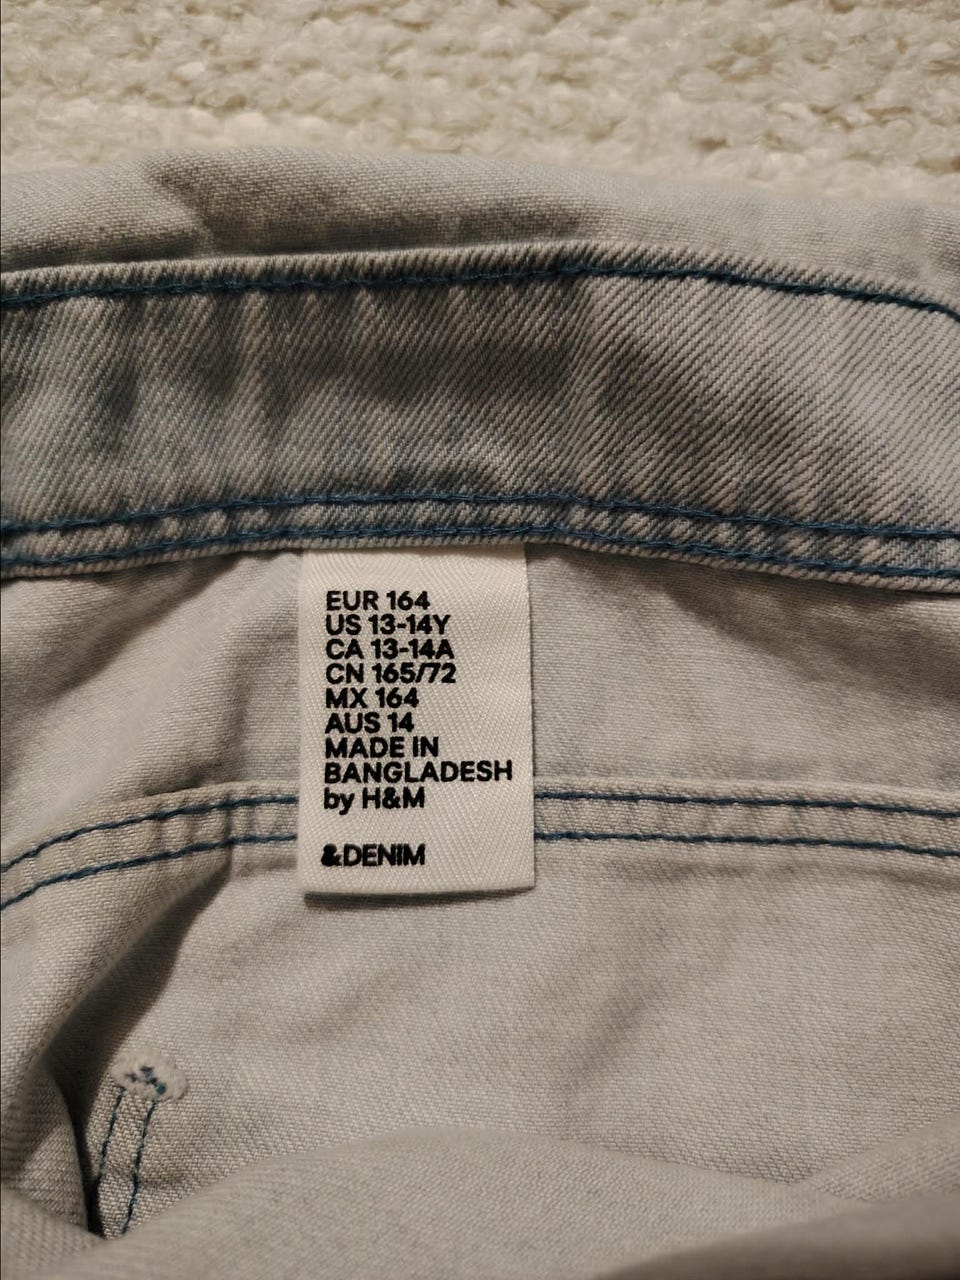 EUR 164
US 13-14Y
CA 13-14A
CN 165/72
MX 164
AUS 14
MADE IN
BANGLADESH
by H&M
&DENIM